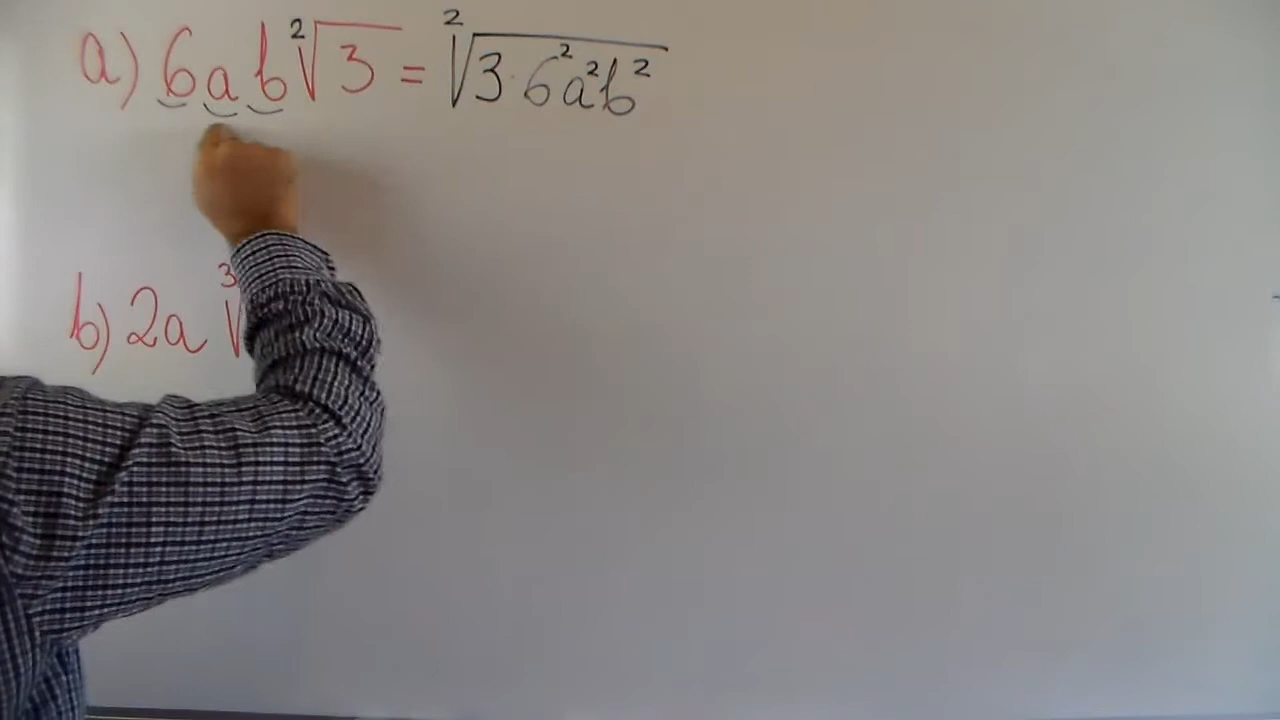 a) 6ab²√3 = ²√3·6²a²b²
b) 2a ³√